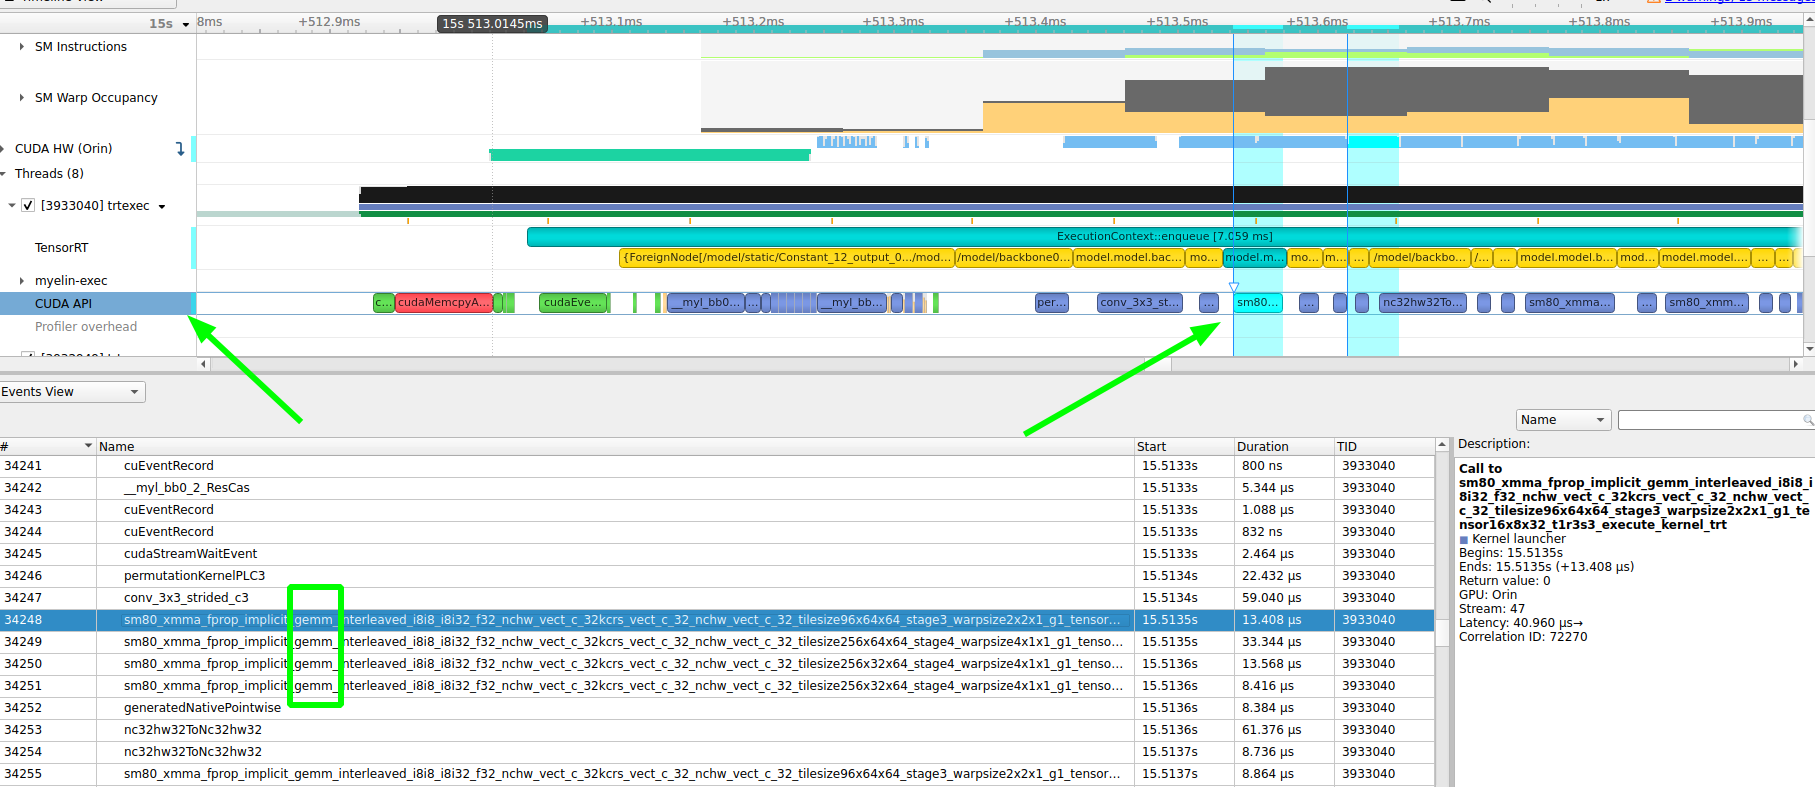 15s
8ms
+512.9ms
15s 513.0145ms
+513.1ms
+513.2ms
+513.3ms
+513.4ms
+513.5ms
+513.6ms
+513.7ms
+513.8ms
+513.9ms
SM Instructions
SM Warp Occupancy
CUDA HW (Orin)
Threads (8)
[3933040] trtexec
TensorRT
ExecutionContext::enqueue [7.059 ms]
{ForeignNode[/model/static/Constant_12_output_0.../mod... /model/backbone0... model.model.bac... mo... model.m... mo... m... ... /model/backbo... /... ... model.model.b... mod... model.model.... ... ...
myelin-exec
CUDA API
c... cudaMemcpyA... cudaEve... __myl_bb0... ... __myl_bb... per... conv_3x3_st... ... sm80... ... nc32hw32To... sm80_xmma... ... sm80_xmm...
Profiler overhead
Events View
Name
# Name Start Duration TID
34241 cuEventRecord 15.5133s 800 ns 3933040
34242 __myl_bb0_2_ResCas 15.5133s 5.344 μs 3933040
34243 cuEventRecord 15.5133s 1.088 μs 3933040
34244 cuEventRecord 15.5133s 832 ns 3933040
34245 cudaStreamWaitEvent 15.5133s 2.464 μs 3933040
34246 permutationKernelPLC3 15.5134s 22.432 μs 3933040
34247 conv_3x3_strided_c3 15.5134s 59.040 μs 3933040
34248 sm80_xmma_fprop_implicit_gemm_interleaved_i8i8_i8i32_f32_nchw_vect_c_32kcrs_vect_c_32_nchw_vect_c_32_tilesize96x64x64_stage3_warpsize2x2x1_g1_tensor... 15.5135s 13.408 μs 3933040
34249 sm80_xmma_fprop_implicit_gemm_interleaved_i8i8_i8i32_f32_nchw_vect_c_32kcrs_vect_c_32_nchw_vect_c_32_tilesize256x64x64_stage4_warpsize4x1x1_g1_tenso... 15.5135s 33.344 μs 3933040
34250 sm80_xmma_fprop_implicit_gemm_interleaved_i8i8_i8i32_f32_nchw_vect_c_32kcrs_vect_c_32_nchw_vect_c_32_tilesize256x32x64_stage4_warpsize4x1x1_g1_tenso... 15.5136s 13.568 μs 3933040
34251 sm80_xmma_fprop_implicit_gemm_interleaved_i8i8_i8i32_f32_nchw_vect_c_32kcrs_vect_c_32_nchw_vect_c_32_tilesize256x32x64_stage4_warpsize4x1x1_g1_tenso... 15.5136s 8.416 μs 3933040
34252 generatedNativePointwise 15.5136s 8.384 μs 3933040
34253 nc32hw32ToNc32hw32 15.5136s 61.376 μs 3933040
34254 nc32hw32ToNc32hw32 15.5137s 8.736 μs 3933040
34255 sm80_xmma_fprop_implicit_gemm_interleaved_i8i8_i8i32_f32_nchw_vect_c_32kcrs_vect_c_32_nchw_vect_c_32_tilesize96x64x64_stage3_warpsize2x2x1_g1_tensor... 15.5137s 8.864 μs 3933040
Description:
Call to
sm80_xmma_fprop_implicit_gemm_interleaved_i8i8_i
8i32_f32_nchw_vect_c_32kcrs_vect_c_32_nchw_vect_
c_32_tilesize96x64x64_stage3_warpsize2x2x1_g1_te
nsor16x8x32_t1r3s3_execute_kernel_trt
Kernel launcher
Begins: 15.5135s
Ends: 15.5135s (+13.408 μs)
Return value: 0
GPU: Orin
Stream: 47
Latency: 40.960 μs→
Correlation ID: 72270